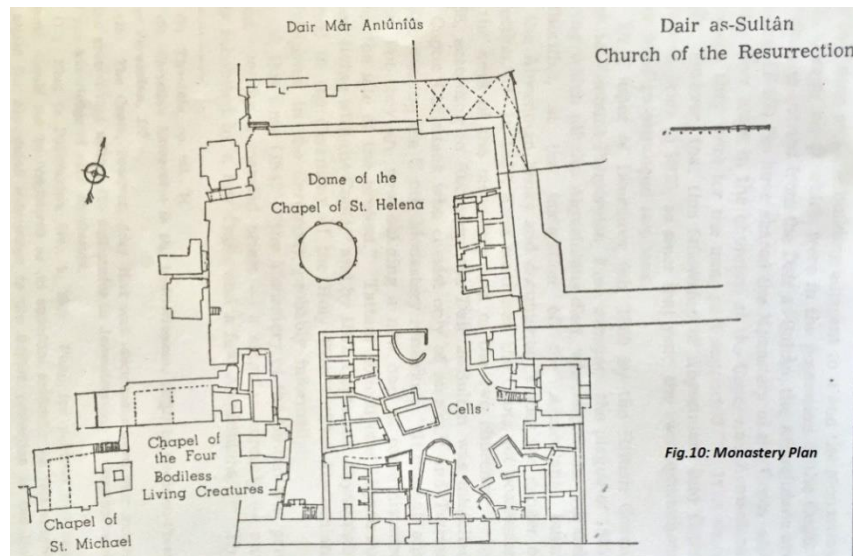 Dair Mâr Antûnîûs
Dair as-Sultân
Church of the Resurrection
Dome of the
Chapel of St. Helena
Cells
Fig.10: Monastery Plan
Chapel of
the Four
Bodiless
Living Creatures
Chapel of
St. Michael